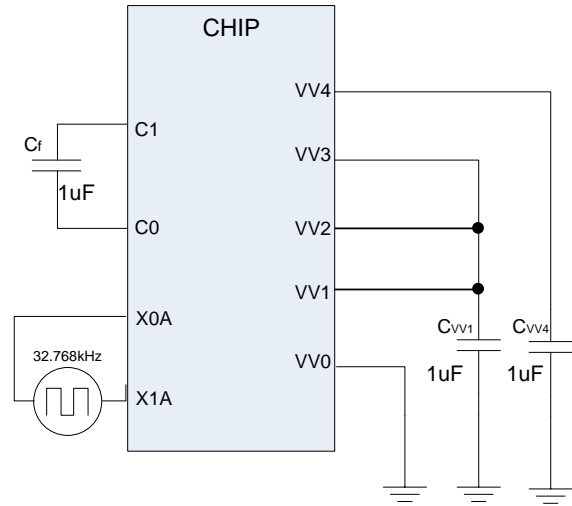 CHIP
VV4
C1
VV3
Cf
1uF
C0
VV2
VV1
X0A
CVV1
CVV4
32.768kHz
VV0
1uF
1uF
X1A